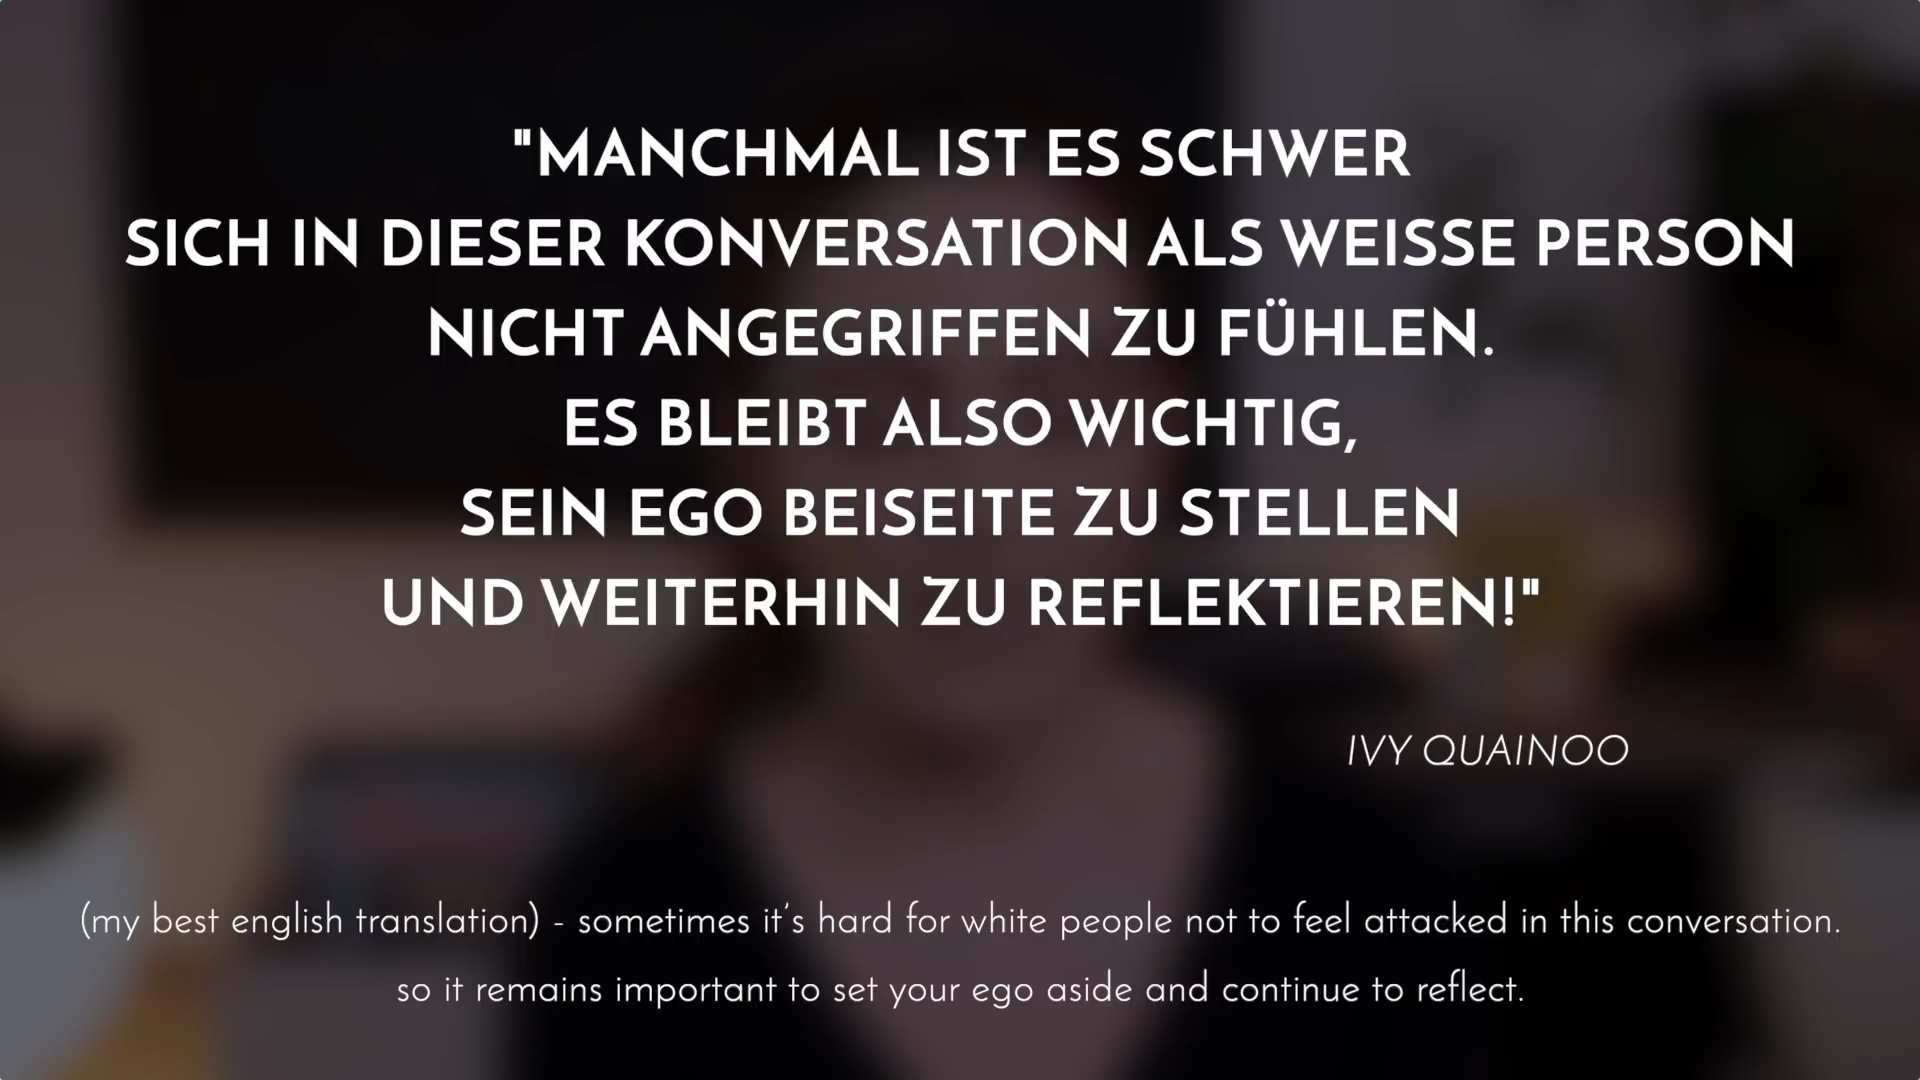 "MANCHMAL IST ES SCHWER
SICH IN DIESER KONVERSATION ALS WEISSE PERSON
NICHT ANGEGRIFFEN ZU FÜHLEN.
ES BLEIBT ALSO WICHTIG,
SEIN EGO BEISEITE ZU STELLEN
UND WEITERHIN ZU REFLEKTIEREN!"
IVY QUAINOO
(my best english translation) - sometimes it's hard for white people not to feel attacked in this conversation.
so it remains important to set your ego aside and continue to reflect.